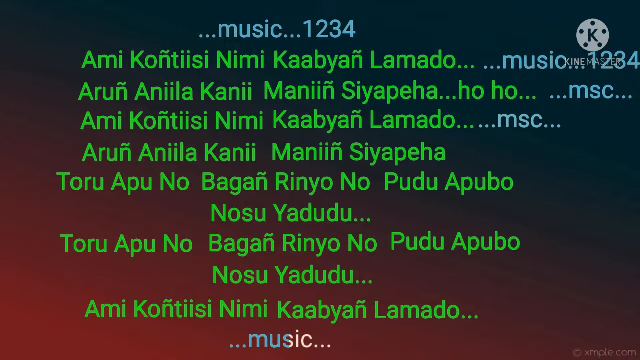 ...music...1234
Ami Koñtiisi Nimi Kaabyañ Lamado... ...music...1234
Aruñ Aniila Kanii Maniiñ Siyapeha...ho ho... ...msc...
Ami Koñtiisi Nimi Kaabyañ Lamado... ...msc...
Aruñ Aniila Kanii Maniiñ Siyapeha
Toru Apu No Bagañ Rinyo No Pudu Apubo
Nosu Yadudu...
Toru Apu No Bagañ Rinyo No Pudu Apubo
Nosu Yadudu...
Ami Koñtiisi Nimi Kaabyañ Lamado...
...music...
KINEMASTER
© xmple.com